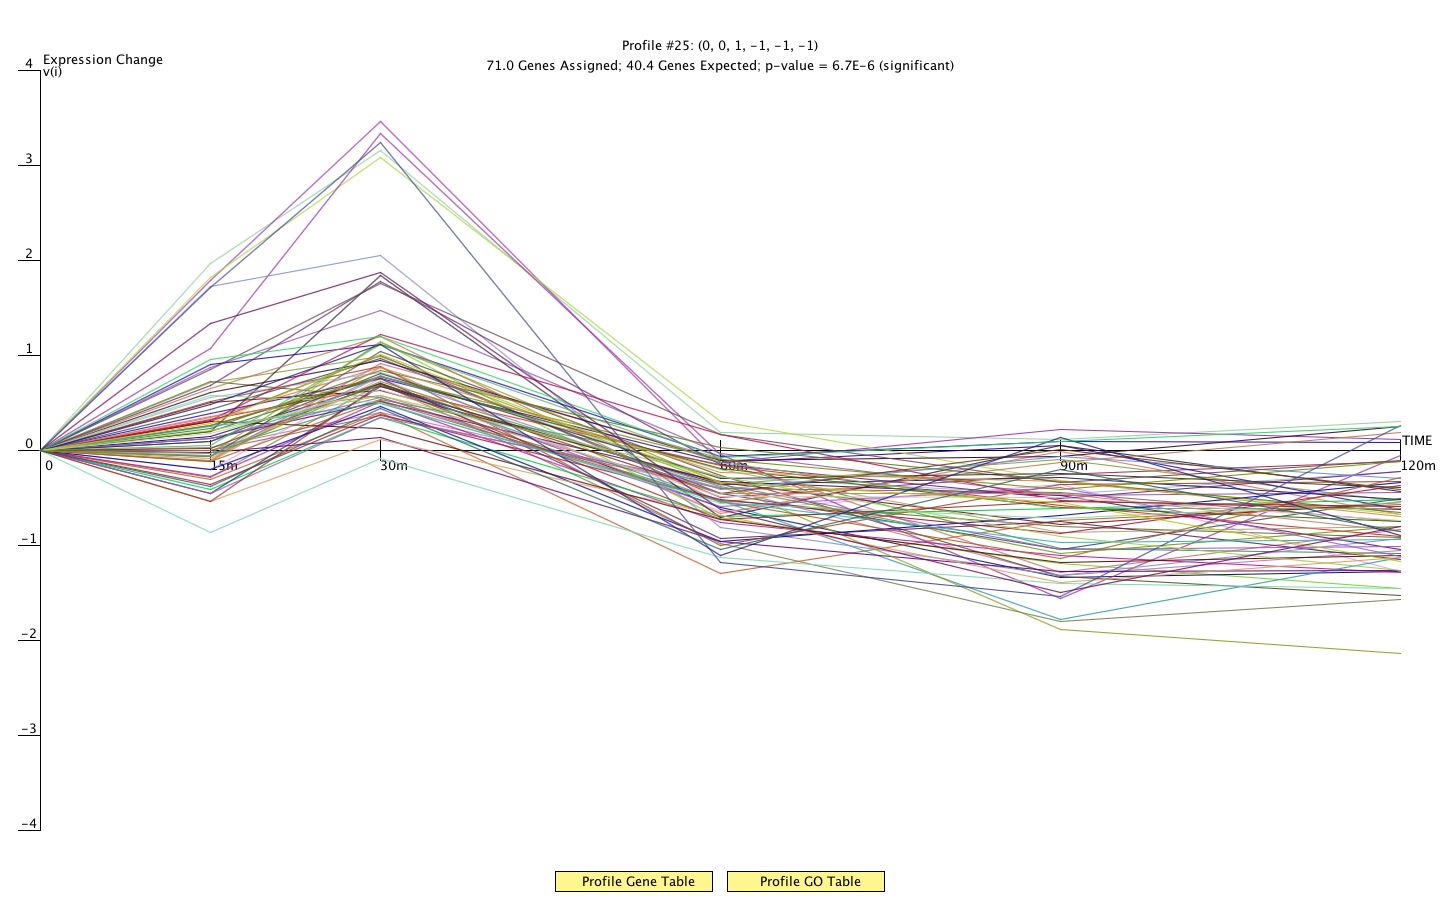 Profile #25: (0, 0, 1, -1, -1, -1)
71.0 Genes Assigned; 40.4 Genes Expected; p-value = 6.7E-6 (significant)
Expression Change
v(i)
4
3
2
1
0
-1
-2
-3
-4
TIME
0 15m 30m 60m 90m 120m
Profile Gene Table Profile GO Table